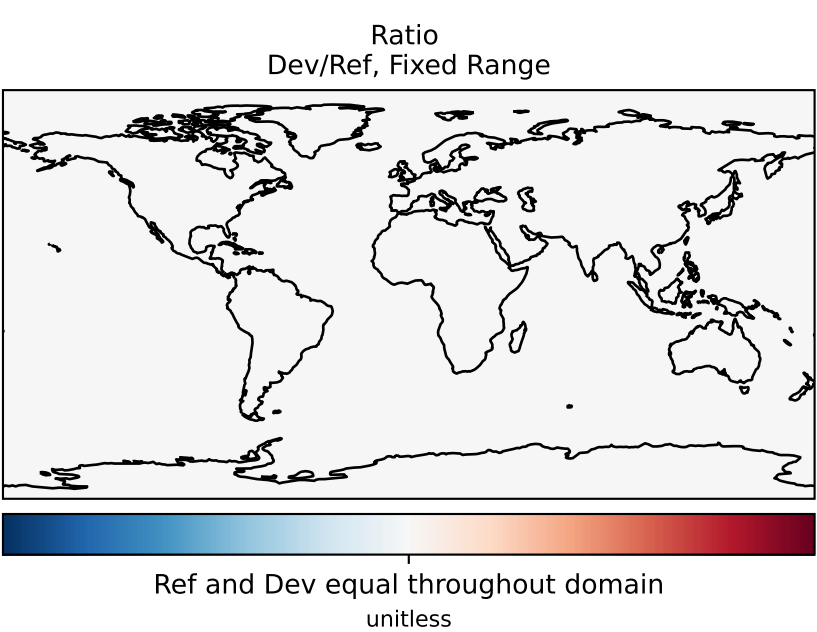 Ratio
Dev/Ref, Fixed Range
Ref and Dev equal throughout domain
unitless